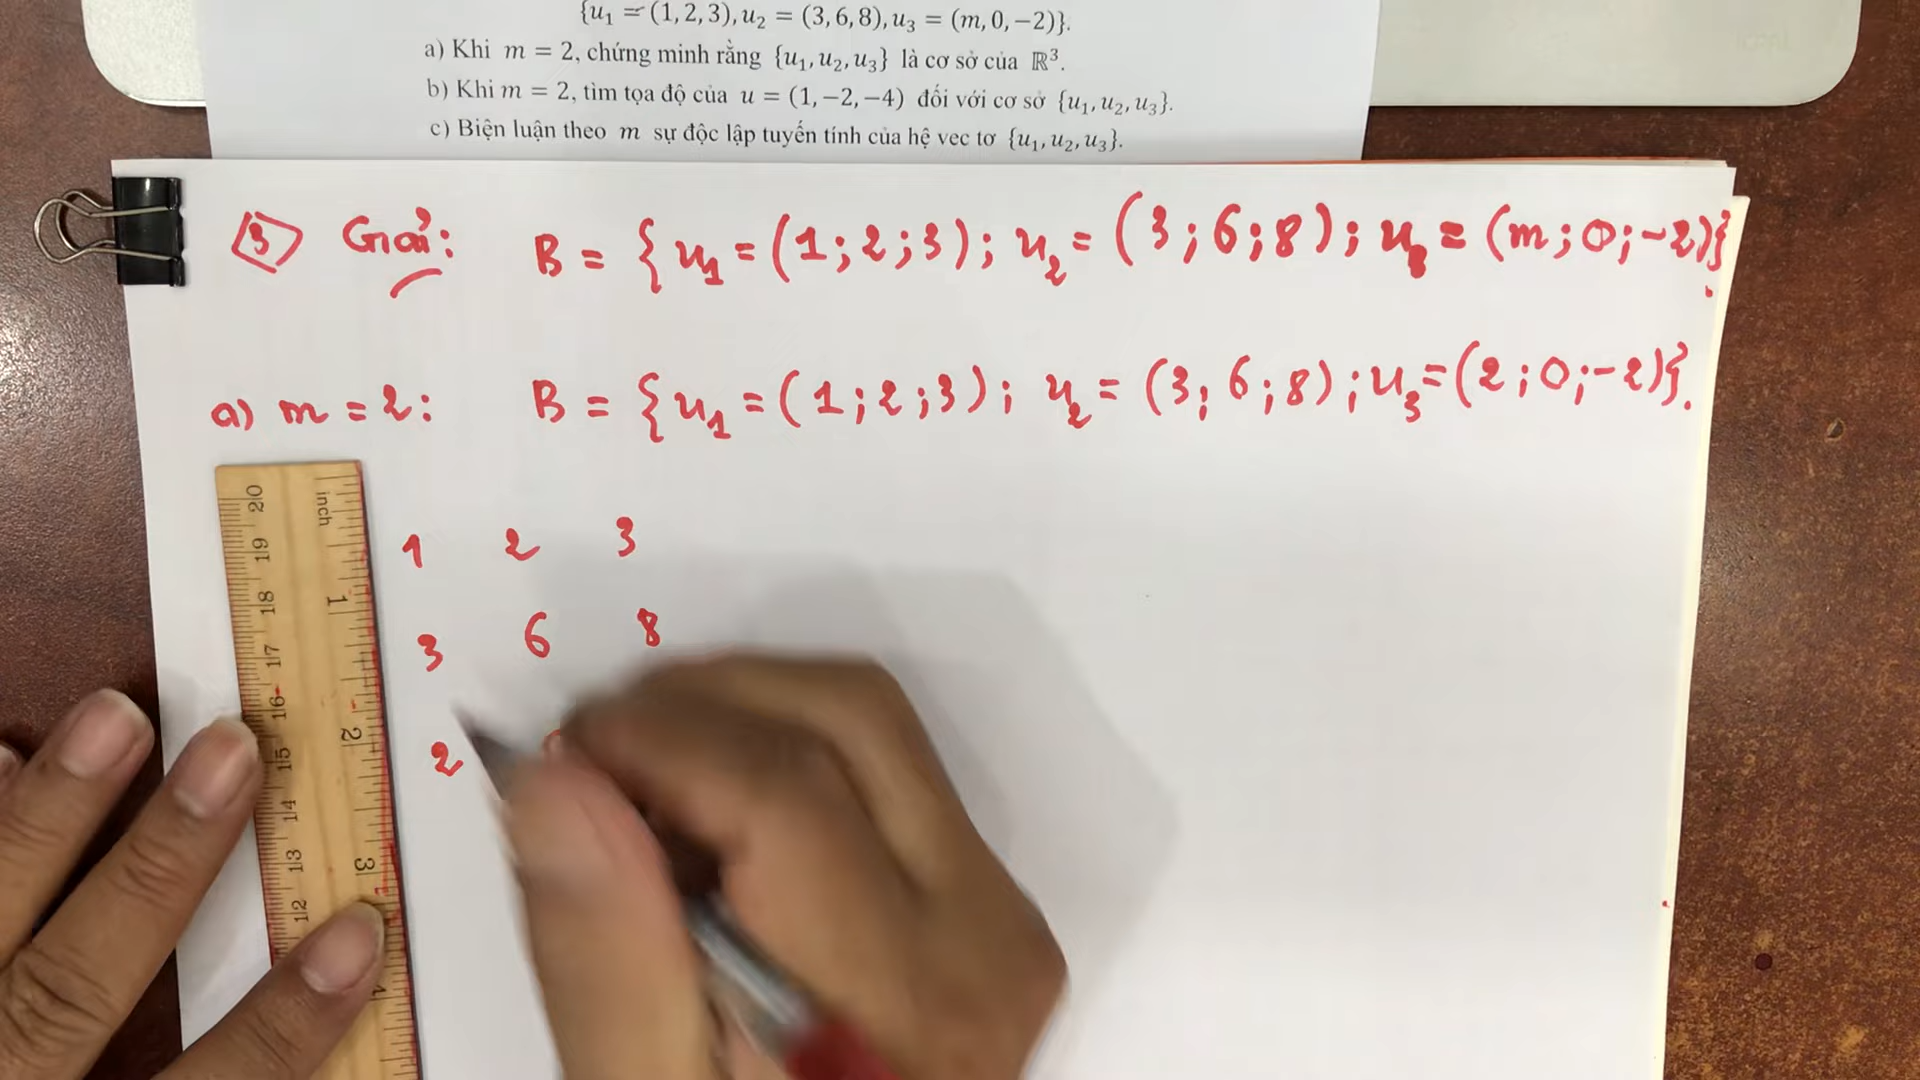 {u₁ = (1, 2, 3), u₂ = (3, 6, 8), u₃ = (m, 0, −2)}.
a) Khi m = 2, chứng minh rằng {u₁, u₂, u₃} là cơ sở của ℝ³.
b) Khi m = 2, tìm tọa độ của u = (1, −2, −4) đối với cơ sở {u₁, u₂, u₃}.
c) Biện luận theo m sự độc lập tuyến tính của hệ vec tơ {u₁, u₂, u₃}.
3 Giải: B = {u₁ = (1; 2; 3); u₂ = (3; 6; 8); u₃ = (m; 0; -2)}.
a) m = 2: B = {u₁ = (1; 2; 3); u₂ = (3; 6; 8); u₃ = (2; 0; -2)}.
1 2 3
3 6 8
2
inch
20 19 18 17 16 15 14 13 12
1 2 3